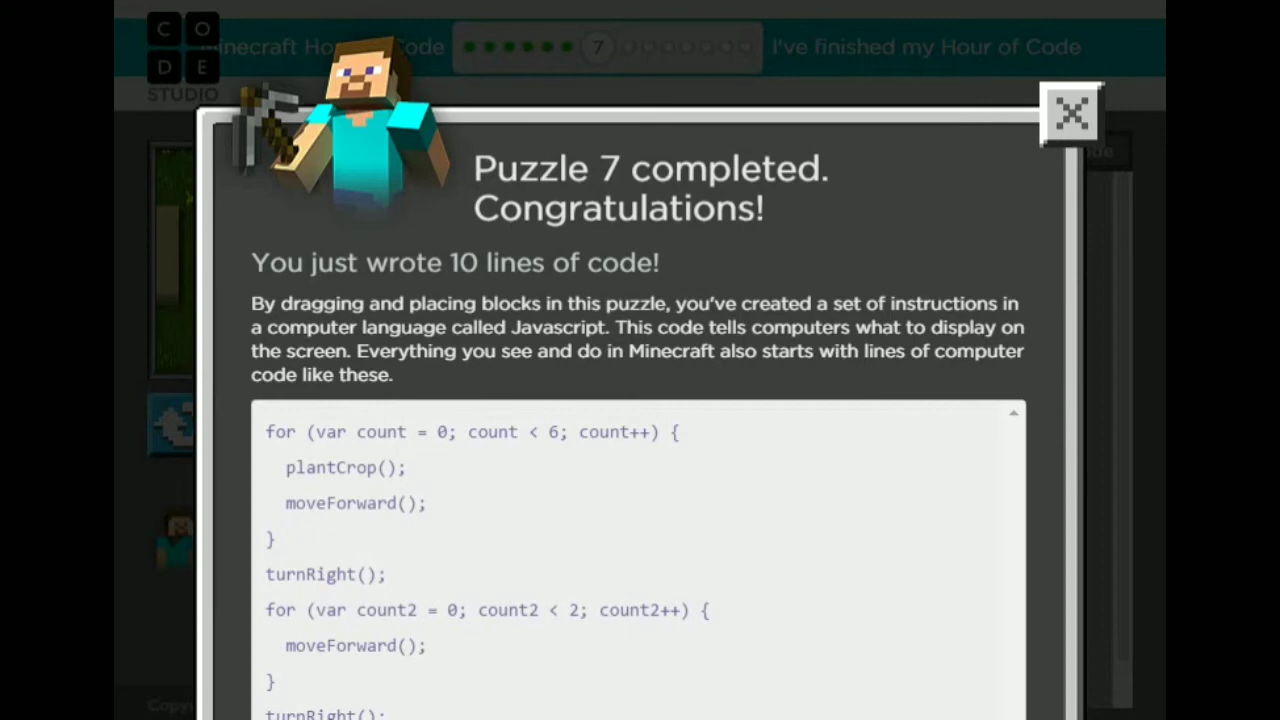 C O
D E
STUDIO
Minecraft Hour of Code
7
I've finished my Hour of Code
Puzzle 7 completed.
Congratulations!
You just wrote 10 lines of code!
By dragging and placing blocks in this puzzle, you've created a set of instructions in
a computer language called Javascript. This code tells computers what to display on
the screen. Everything you see and do in Minecraft also starts with lines of computer
code like these.
for (var count = 0; count < 6; count++) {
plantCrop();
moveForward();
}
turnRight();
for (var count2 = 0; count2 < 2; count2++) {
moveForward();
}
turnRight();